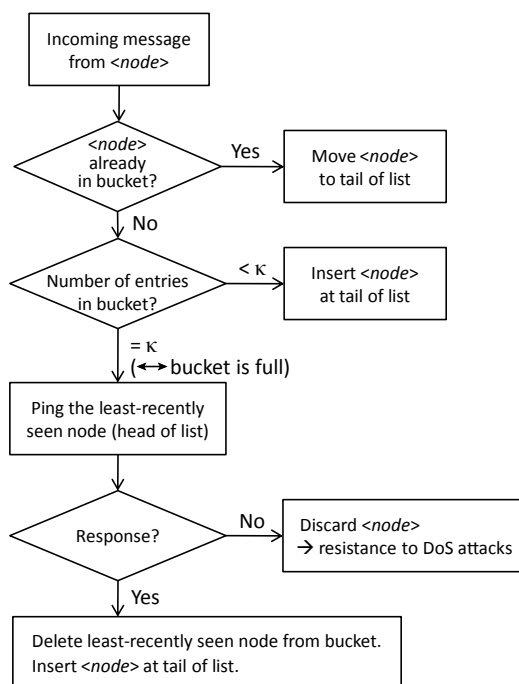 Incoming message
from <node>
<node>
already
in bucket?
Yes
Move <node>
to tail of list
No
Number of entries
in bucket?
< κ
Insert <node>
at tail of list
= κ
(↔ bucket is full)
Ping the least-recently
seen node (head of list)
Response?
No
Discard <node>
→ resistance to DoS attacks
Yes
Delete least-recently seen node from bucket.
Insert <node> at tail of list.